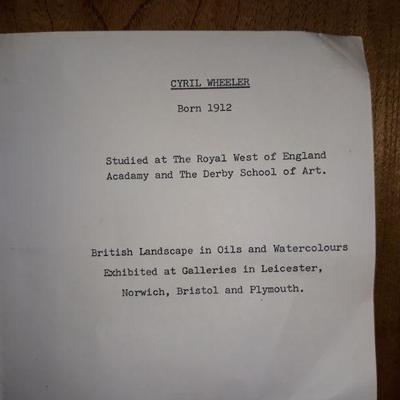 CYRIL WHEELER
Born 1912
Studied at The Royal West of England
Acadamy and The Derby School of Art.
British Landscape in Oils and Watercolours
Exhibited at Galleries in Leicester,
Norwich, Bristol and Plymouth.